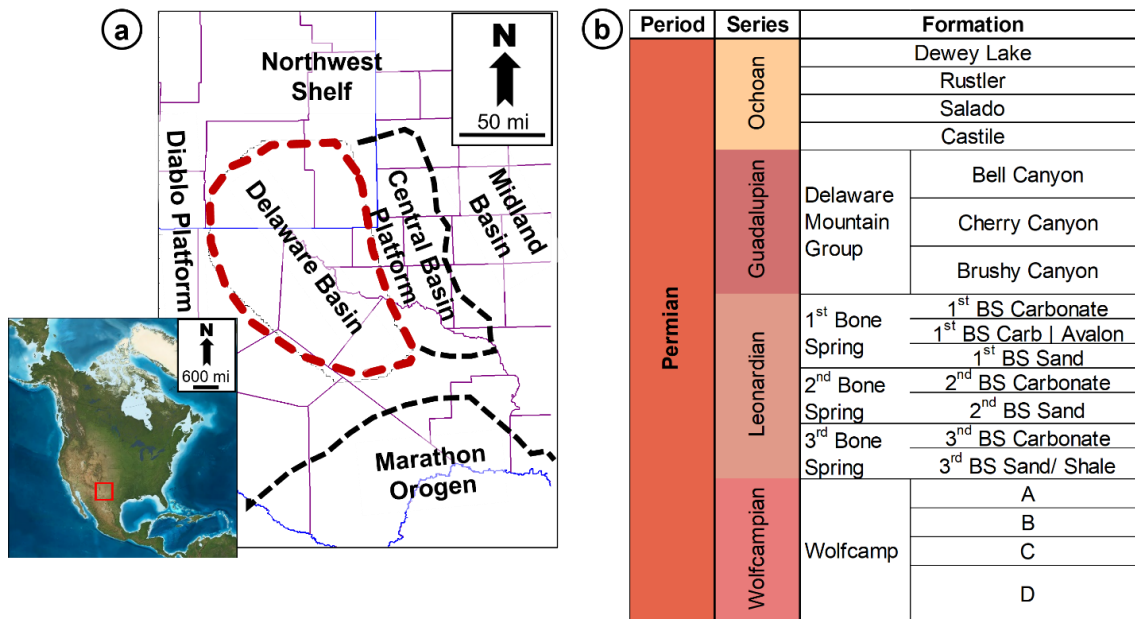 a
N
50 mi
Northwest
Shelf
Diablo Platform
Delaware Basin
Central Basin
Platform
Midland
Basin
Marathon
Orogen
N
600 mi
b
Period Series Formation
Permian
Ochoan
Dewey Lake
Rustler
Salado
Castile
Guadalupian
Delaware
Mountain
Group
Bell Canyon
Cherry Canyon
Brushy Canyon
Leonardian
1st Bone
Spring
1st BS Carbonate
1st BS Carb | Avalon
1st BS Sand
2nd Bone
Spring
2nd BS Carbonate
2nd BS Sand
3rd Bone
Spring
3nd BS Carbonate
3rd BS Sand/ Shale
Wolfcampian
Wolfcamp
A
B
C
D